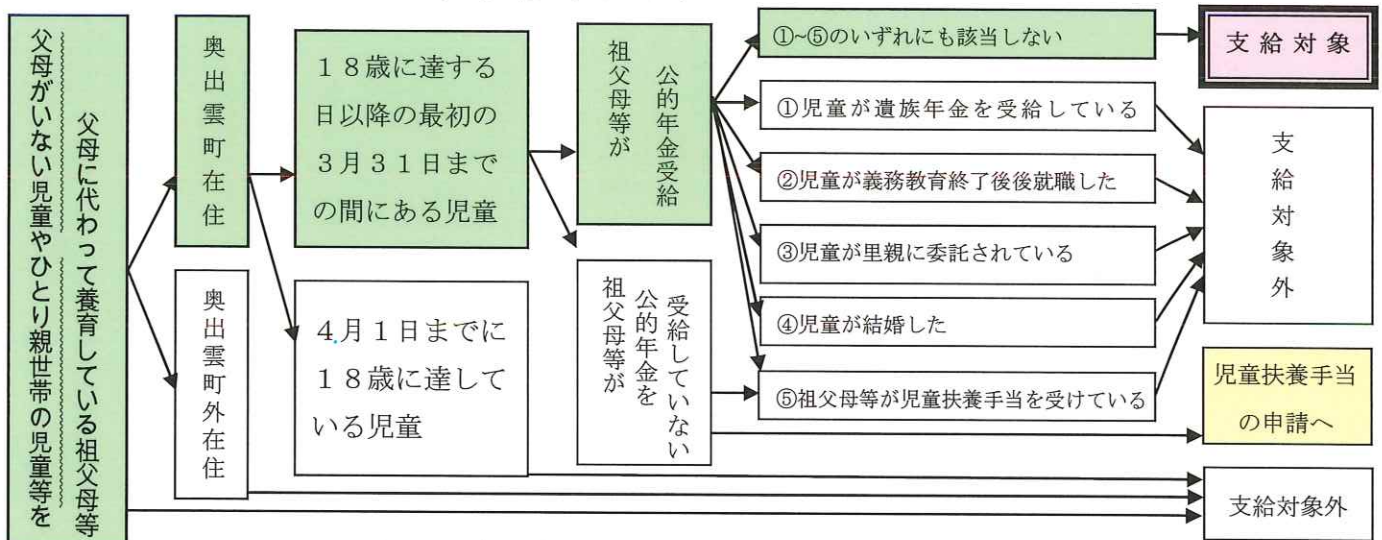 父母がいない児童やひとり親世帯の児童等を
父母に代わって養育している祖父母等
奥出雲町在住
奥出雲町外在住
18歳に達する
日以降の最初の
3月31日まで
の間にある児童
4月1日までに
18歳に達して
いる児童
祖父母等が
公的年金受給
祖父母等が
公的年金を
受給していない
①~⑤のいずれにも該当しない
①児童が遺族年金を受給している
②児童が義務教育終了後後就職した
③児童が里親に委託されている
④児童が結婚した
⑤祖父母等が児童扶養手当を受けている
支給対象
支給対象外
児童扶養手当
の申請へ
支給対象外